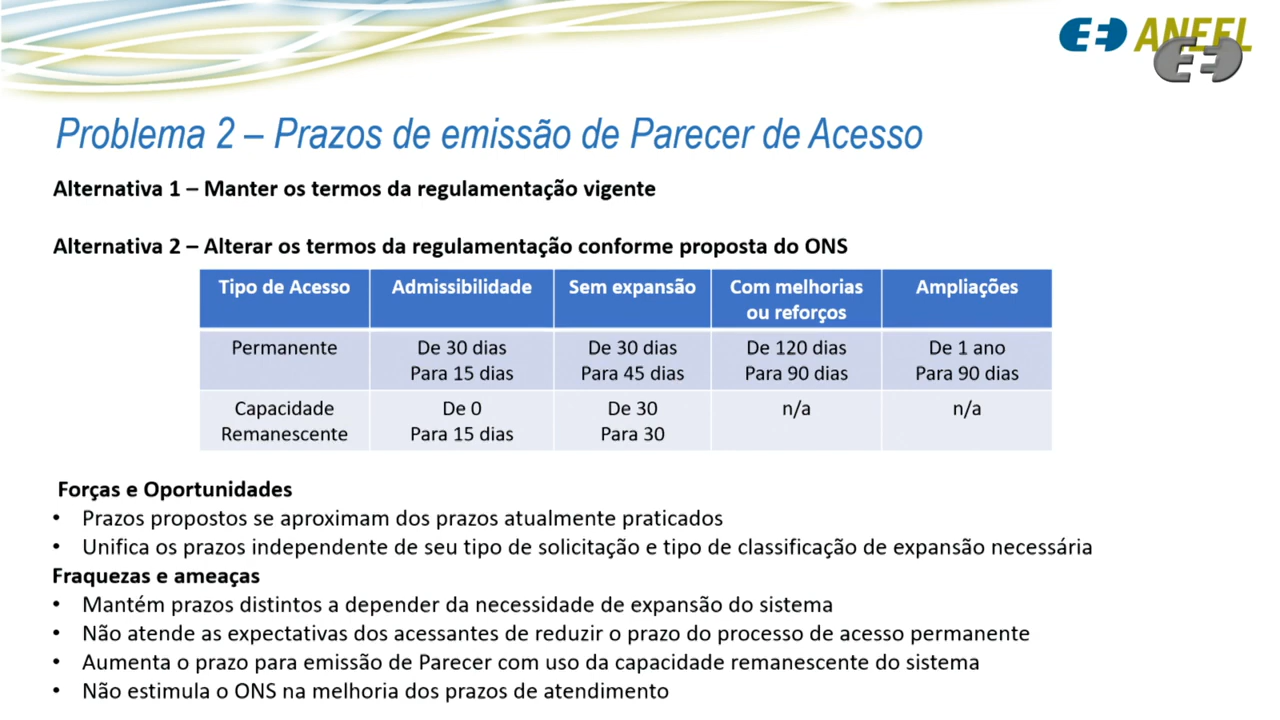 ANEEL
Problema 2 – Prazos de emissão de Parecer de Acesso
Alternativa 1 – Manter os termos da regulamentação vigente
Alternativa 2 – Alterar os termos da regulamentação conforme proposta do ONS
Tipo de Acesso Admissibilidade Sem expansão Com melhorias ou reforços Ampliações
Permanente De 30 dias Para 15 dias De 30 dias Para 45 dias De 120 dias Para 90 dias De 1 ano Para 90 dias
Capacidade Remanescente De 0 Para 15 dias De 30 Para 30 n/a n/a
Forças e Oportunidades
• Prazos propostos se aproximam dos prazos atualmente praticados
• Unifica os prazos independente de seu tipo de solicitação e tipo de classificação de expansão necessária
Fraquezas e ameaças
• Mantém prazos distintos a depender da necessidade de expansão do sistema
• Não atende as expectativas dos acessantes de reduzir o prazo do processo de acesso permanente
• Aumenta o prazo para emissão de Parecer com uso da capacidade remanescente do sistema
• Não estimula o ONS na melhoria dos prazos de atendimento